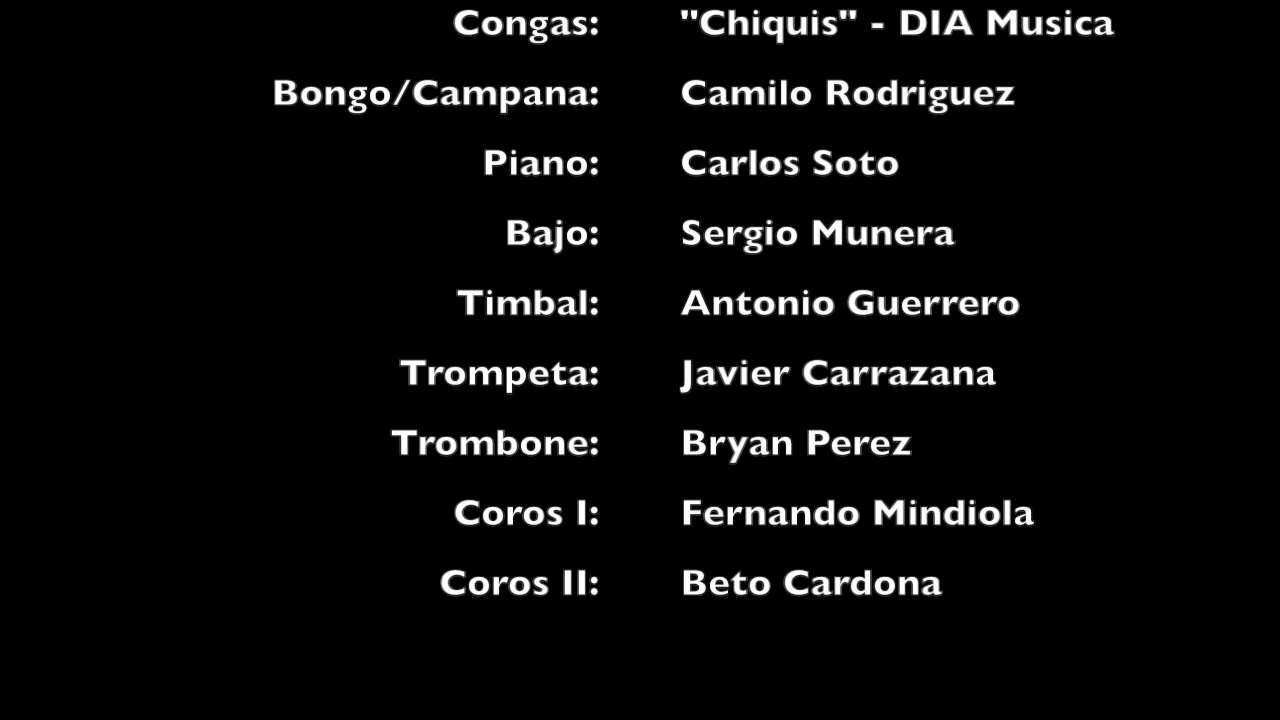 Congas: "Chiquis" - DIA Musica
Bongo/Campana: Camilo Rodriguez
Piano: Carlos Soto
Bajo: Sergio Munera
Timbal: Antonio Guerrero
Trompeta: Javier Carrazana
Trombone: Bryan Perez
Coros I: Fernando Mindiola
Coros II: Beto Cardona